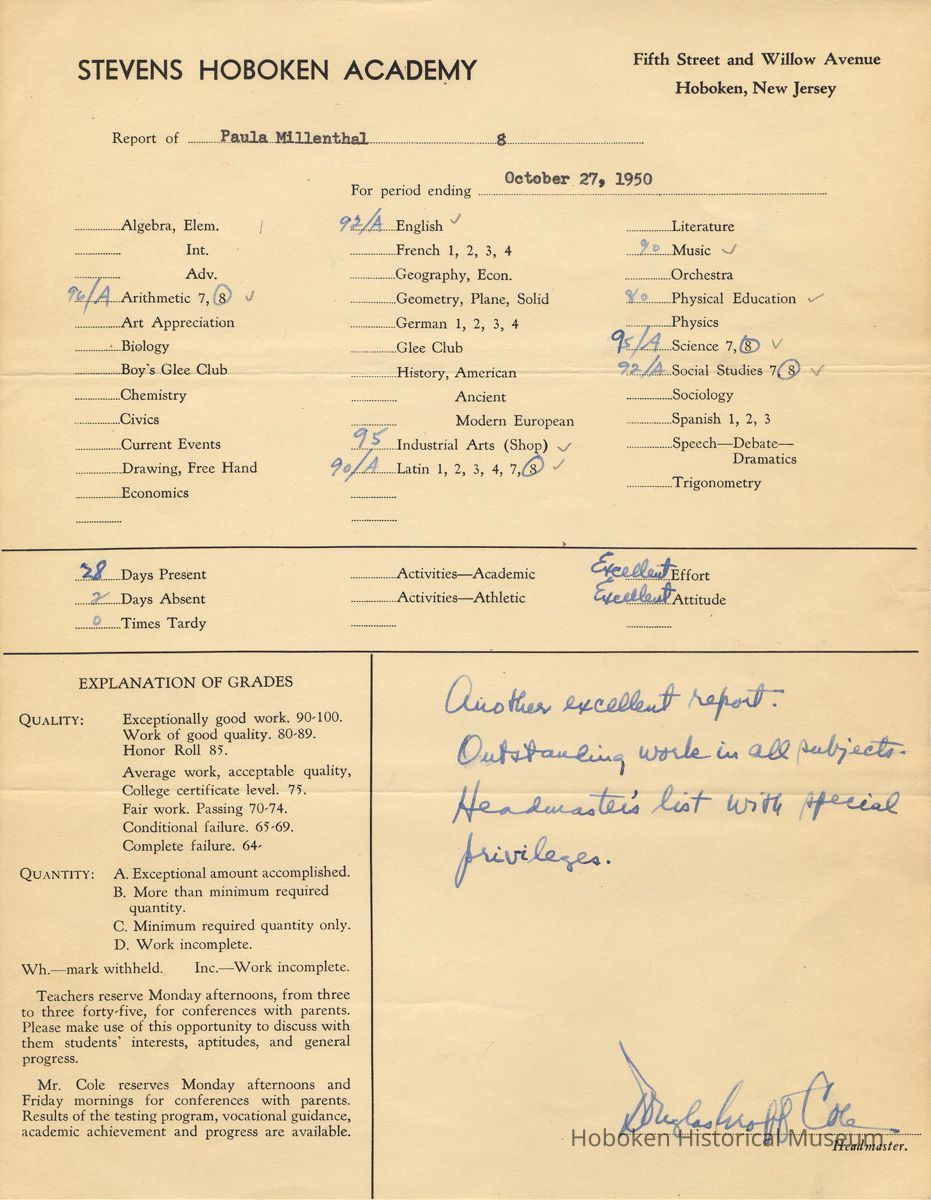 STEVENS HOBOKEN ACADEMY
Fifth Street and Willow Avenue
Hoboken, New Jersey
Report of Paula Millenthal 8
For period ending October 27, 1950
Algebra, Elem.
Int.
Adv.
96/A Arithmetic 7, 8 ✓
Art Appreciation
Biology
Boy's Glee Club
Chemistry
Civics
Current Events
Drawing, Free Hand
Economics
92/A English ✓
French 1, 2, 3, 4
Geography, Econ.
Geometry, Plane, Solid
German 1, 2, 3, 4
Glee Club
History, American
Ancient
Modern European
95 Industrial Arts (Shop) ✓
90/A Latin 1, 2, 3, 4, 7, 8 ✓
Literature
90 Music ✓
Orchestra
80 Physical Education ✓
Physics
95/A Science 7, 8 ✓
92/A Social Studies 7, 8 ✓
Sociology
Spanish 1, 2, 3
Speech—Debate—
Dramatics
Trigonometry
28 Days Present
2 Days Absent
0 Times Tardy
Activities—Academic
Activities—Athletic
Excellent Effort
Excellent Attitude
EXPLANATION OF GRADES
QUALITY: Exceptionally good work. 90-100.
Work of good quality. 80-89.
Honor Roll 85.
Average work, acceptable quality,
College certificate level. 75.
Fair work. Passing 70-74.
Conditional failure. 65-69.
Complete failure. 64-
QUANTITY: A. Exceptional amount accomplished.
B. More than minimum required
quantity.
C. Minimum required quantity only.
D. Work incomplete.
Wh.—mark withheld. Inc.—Work incomplete.
Teachers reserve Monday afternoons, from three
to three forty-five, for conferences with parents.
Please make use of this opportunity to discuss with
them students' interests, aptitudes, and general
progress.
Mr. Cole reserves Monday afternoons and
Friday mornings for conferences with parents.
Results of the testing program, vocational guidance,
academic achievement and progress are available.
Another excellent report.
Outstanding work in all subjects.
Headmaster's list with special
privileges.
Douglas Groff Cole
Hoboken Historical Museum
Headmaster.